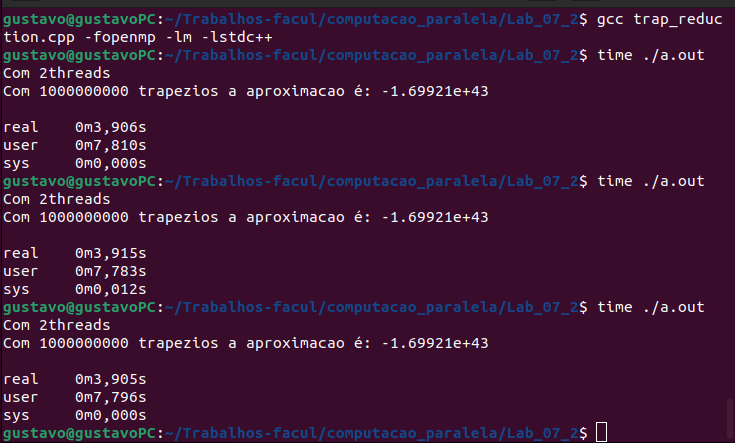 gustavo@gustavoPC:~/Trabalhos-facul/computacao_paralela/Lab_07_2$ gcc trap_reduc
tion.cpp -fopenmp -lm -lstdc++
gustavo@gustavoPC:~/Trabalhos-facul/computacao_paralela/Lab_07_2$ time ./a.out
Com 2threads
Com 1000000000 trapezios a aproximacao é: -1.69921e+43
real    0m3,906s
user    0m7,810s
sys     0m0,000s
gustavo@gustavoPC:~/Trabalhos-facul/computacao_paralela/Lab_07_2$ time ./a.out
Com 2threads
Com 1000000000 trapezios a aproximacao é: -1.69921e+43
real    0m3,915s
user    0m7,783s
sys     0m0,012s
gustavo@gustavoPC:~/Trabalhos-facul/computacao_paralela/Lab_07_2$ time ./a.out
Com 2threads
Com 1000000000 trapezios a aproximacao é: -1.69921e+43
real    0m3,905s
user    0m7,796s
sys     0m0,000s
gustavo@gustavoPC:~/Trabalhos-facul/computacao_paralela/Lab_07_2$